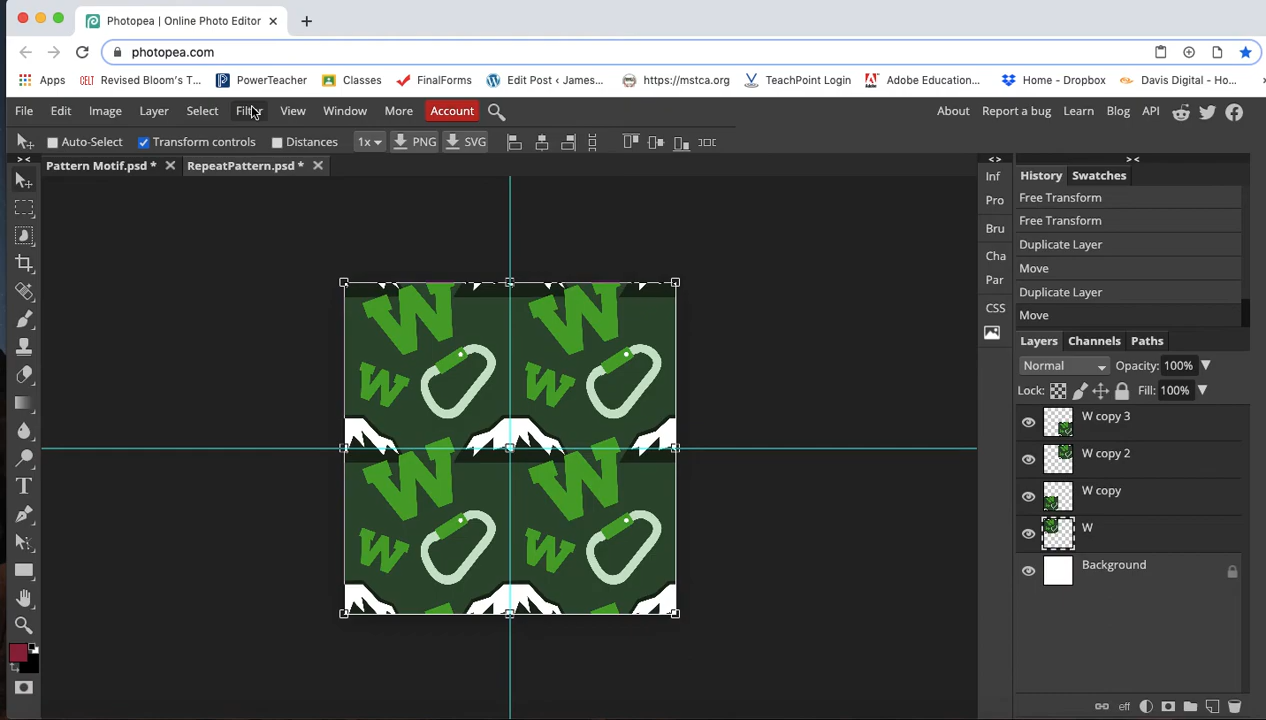 Photopea | Online Photo Editor
photopea.com
Apps Revised Bloom's T... PowerTeacher Classes FinalForms Edit Post ‹ James... https://mstca.org TeachPoint Login Adobe Education... Home - Dropbox Davis Digital - Ho...
File Edit Image Layer Select Filter View Window More Account About Report a bug Learn Blog API
Auto-Select Transform controls Distances 1x PNG SVG
Pattern Motif.psd * RepeatPattern.psd *
Inf
Pro
Bru
Cha
Par
CSS
History Swatches
Free Transform
Free Transform
Duplicate Layer
Move
Duplicate Layer
Move
Layers Channels Paths
Normal Opacity: 100%
Lock: Fill: 100%
W copy 3
W copy 2
W copy
W
Background
eff
W W
W W
W W
W W